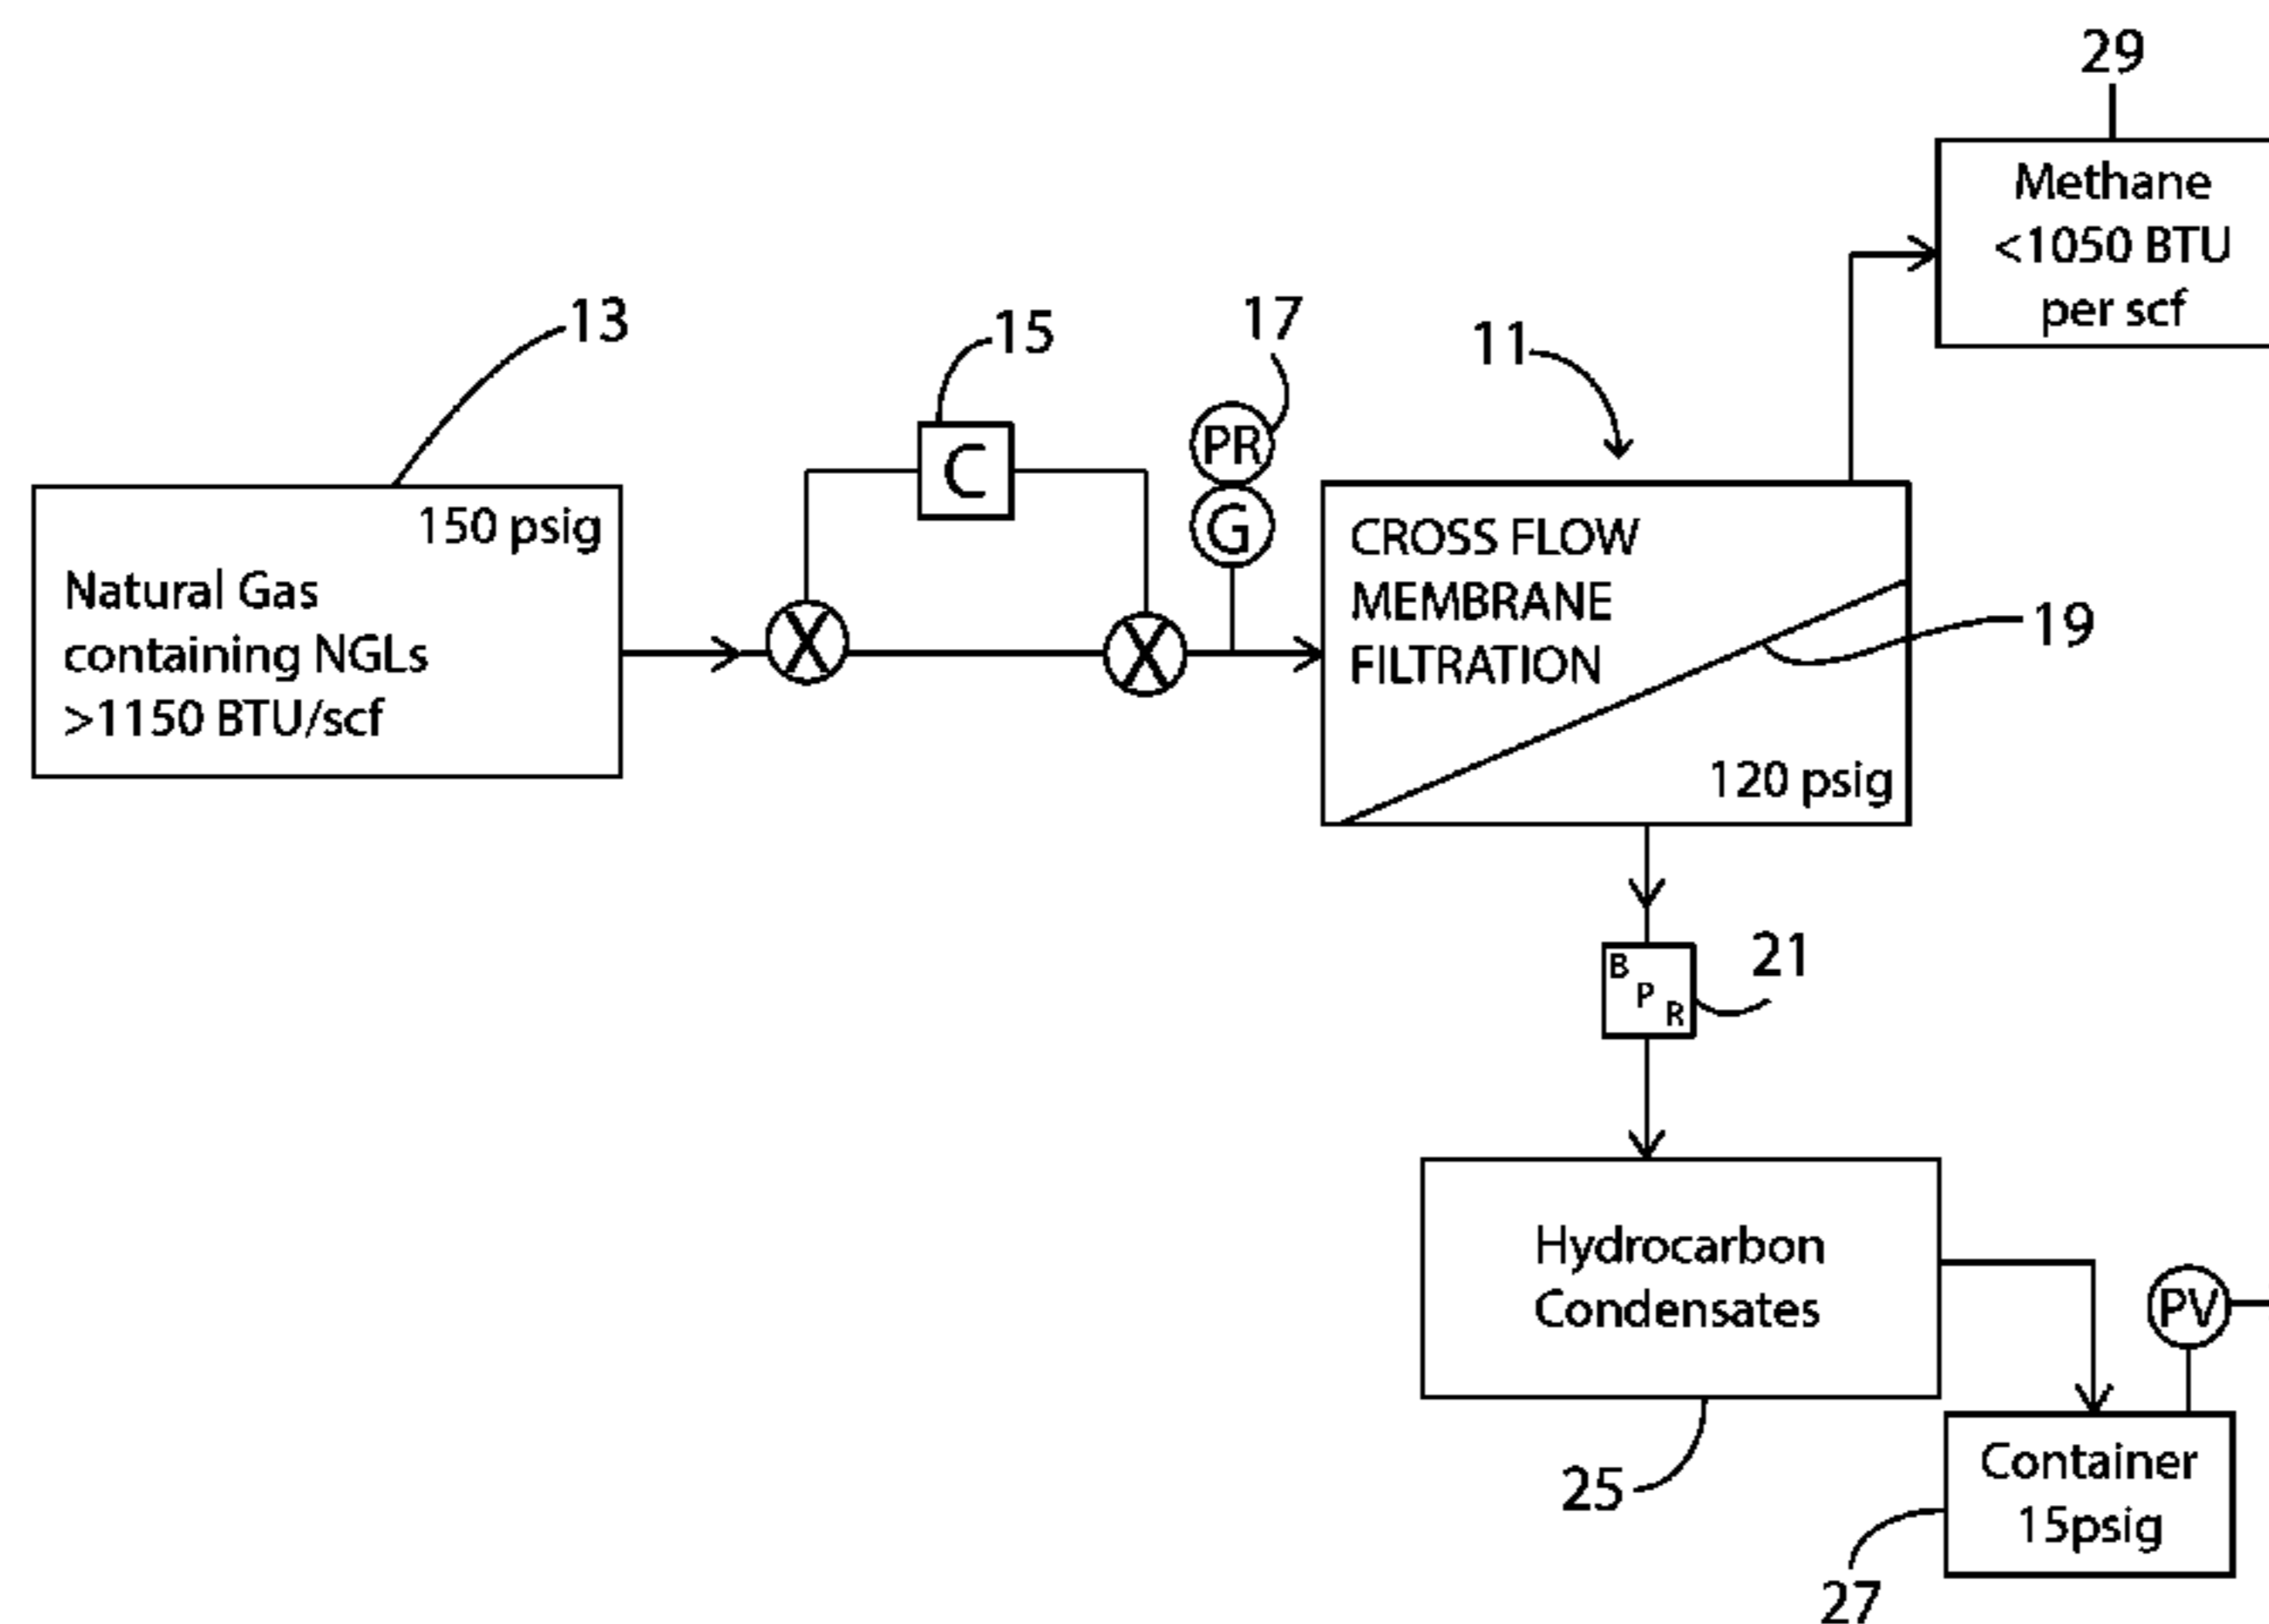 29
Methane
<1050 BTU
per scf
13
15
17
11
C
PR
G
150 psig
Natural Gas
containing NGLs
>1150 BTU/scf
X
X
CROSS FLOW
MEMBRANE
FILTRATION
19
120 psig
21
B
P
R
Hydrocarbon
Condensates
PV
25
Container
15psig
27